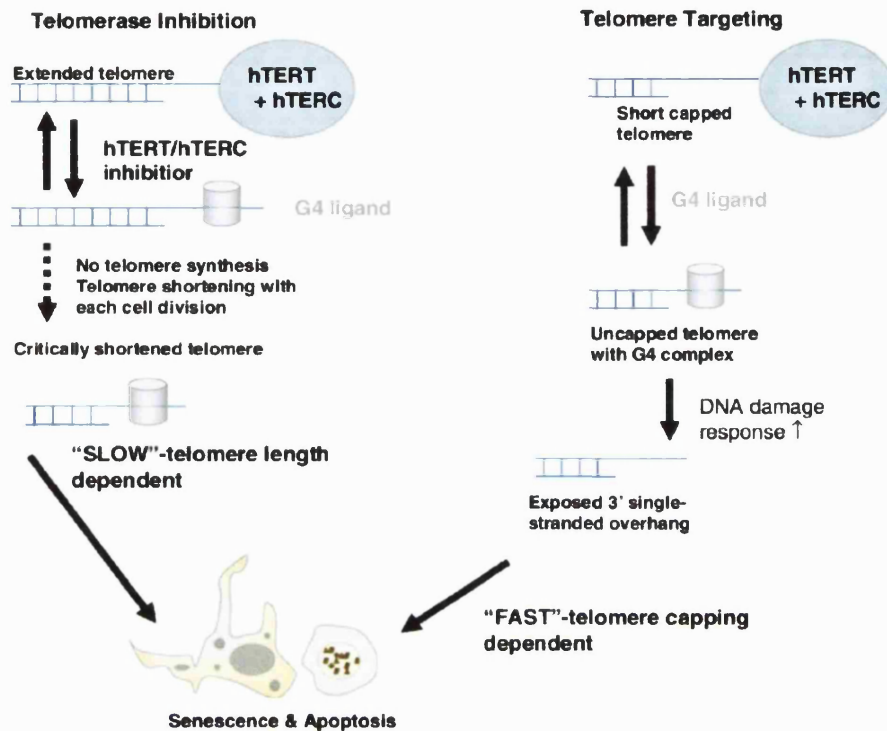 Telomerase Inhibition
Extended telomere
hTERT
+ hTERC
hTERT/hTERC
inhibitior
G4 ligand
No telomere synthesis
Telomere shortening with
each cell division
Critically shortened telomere
"SLOW"-telomere length
dependent
Telomere Targeting
hTERT
+ hTERC
Short capped
telomere
G4 ligand
Uncapped telomere
with G4 complex
DNA damage
response ↑
Exposed 3' single-
stranded overhang
"FAST"-telomere capping
dependent
Senescence & Apoptosis